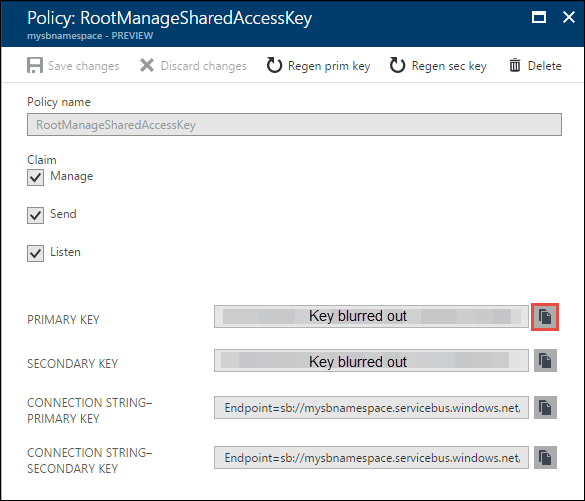 Policy: RootManageSharedAccessKey
mysbnamespace - PREVIEW
Save changes Discard changes Regen prim key Regen sec key Delete
Policy name
RootManageSharedAccessKey
Claim
Manage
Send
Listen
PRIMARY KEY Key blurred out
SECONDARY KEY Key blurred out
CONNECTION STRING–
PRIMARY KEY
Endpoint=sb://mysbnamespace.servicebus.windows.net,
CONNECTION STRING–
SECONDARY KEY
Endpoint=sb://mysbnamespace.servicebus.windows.net,